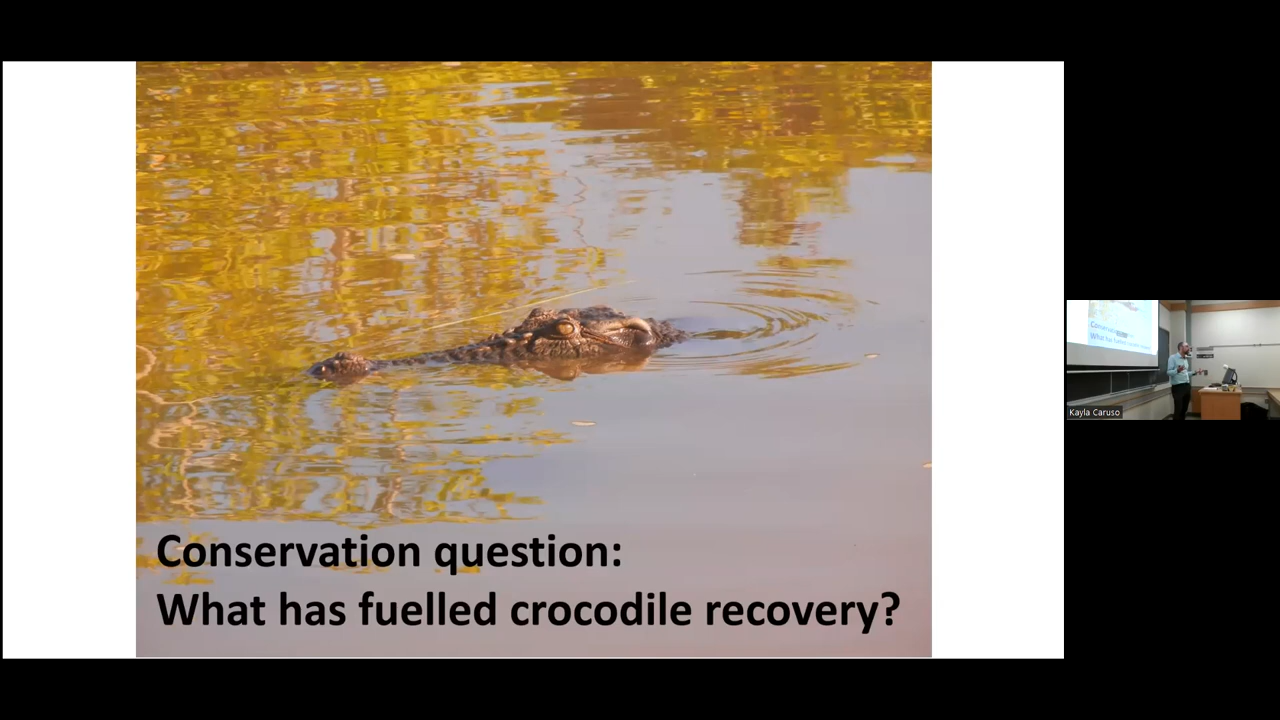 Conservation question:
What has fuelled crocodile recovery?
Kayla Caruso